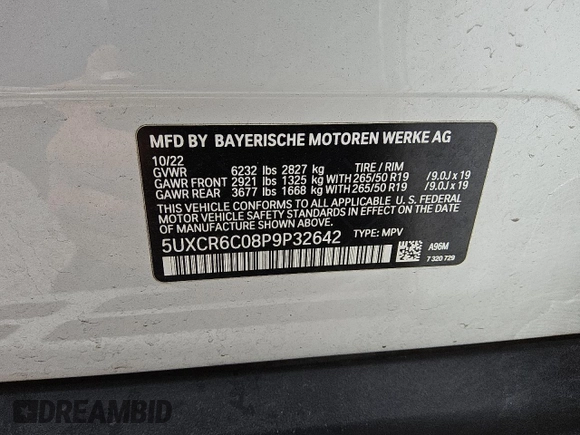 MFD BY BAYERISCHE MOTOREN WERKE AG
10/22
GVWR 6232 lbs 2827 kg TIRE / RIM
GAWR FRONT 2921 lbs 1325 kg WITH 265/50 R19 / 9.0J x 19
GAWR REAR 3677 lbs 1668 kg WITH 265/50 R19 / 9.0J x 19
THIS VEHICLE CONFORMS TO ALL APPLICABLE U.S. FEDERAL
MOTOR VEHICLE SAFETY AND THEFT PREVENTION STANDARDS
IN EFFECT ON THE DATE OF MANUFACTURE SHOWN ABOVE.
5UXCR6C08P9P32642 TYPE: MPV
A96M
7 320 729
DREAMBID